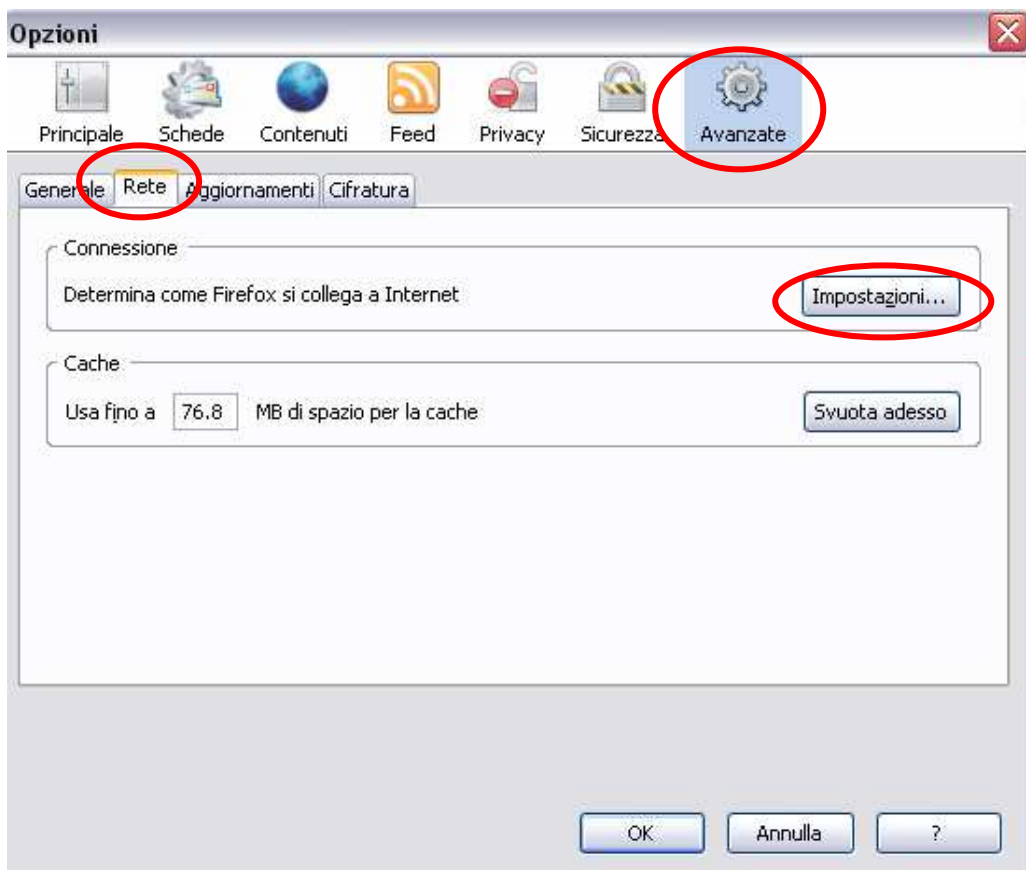 Opzioni
Principale Schede Contenuti Feed Privacy Sicurezza Avanzate
Generale Rete Aggiornamenti Cifratura
Connessione
Determina come Firefox si collega a Internet Impostazioni...
Cache
Usa fino a 76.8 MB di spazio per la cache Svuota adesso
OK Annulla ?